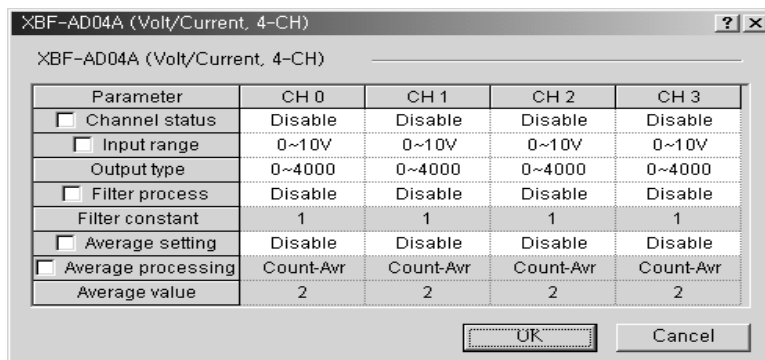 XBF-AD04A (Volt/Current, 4-CH)
XBF-AD04A (Volt/Current, 4-CH)
Parameter CH 0 CH 1 CH 2 CH 3
Channel status Disable Disable Disable Disable
Input range 0~10V 0~10V 0~10V 0~10V
Output type 0~4000 0~4000 0~4000 0~4000
Filter process Disable Disable Disable Disable
Filter constant 1 1 1 1
Average setting Disable Disable Disable Disable
Average processing Count-Avr Count-Avr Count-Avr Count-Avr
Average value 2 2 2 2
OK Cancel